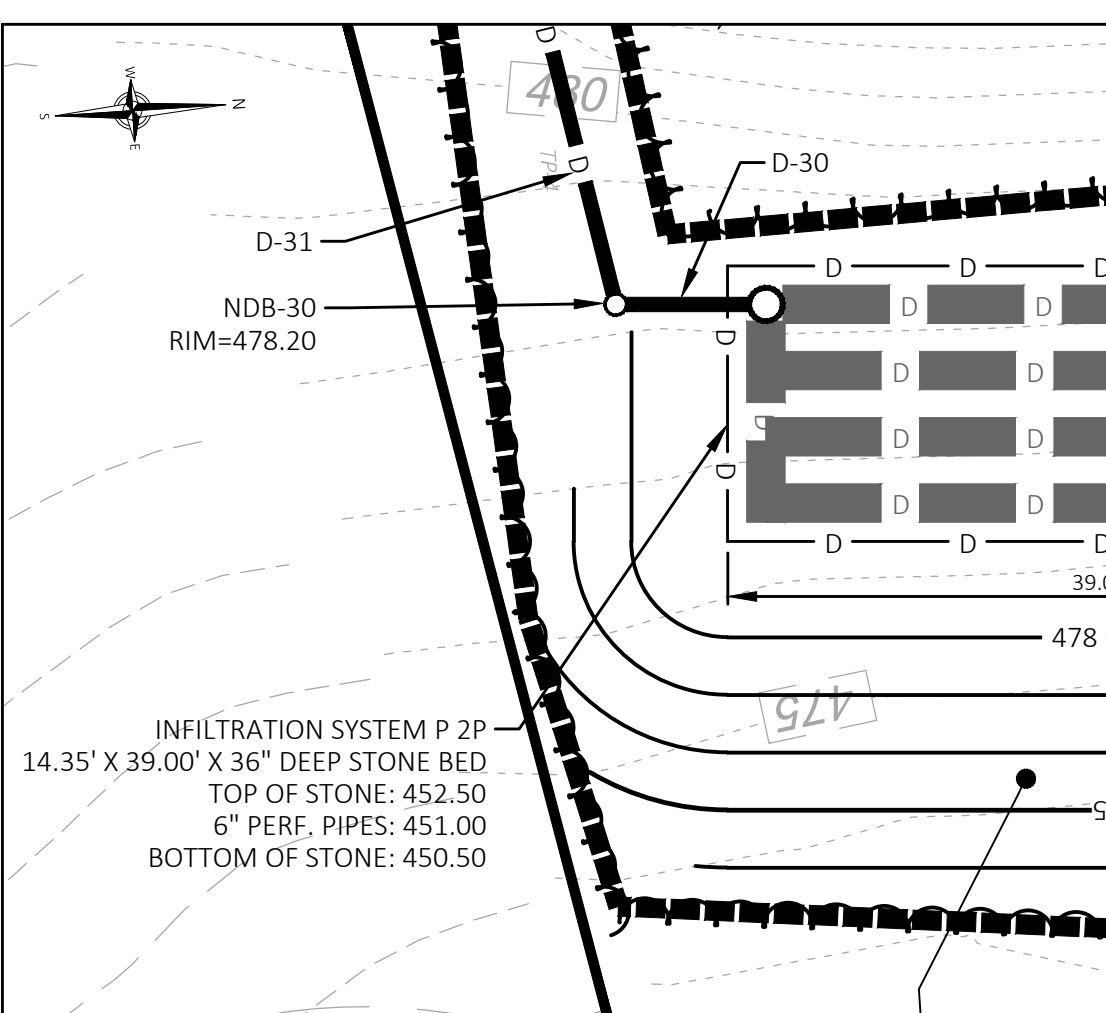 W
N
S
E
D
480
D
TP-1
D-30
D-31
NDB-30
RIM=478.20
D D D
D D
D
D D
D
D D
D
D D
D D D
39.0
478
475
INFILTRATION SYSTEM P 2P
14.35' X 39.00' X 36" DEEP STONE BED
TOP OF STONE: 452.50
6" PERF. PIPES: 451.00
BOTTOM OF STONE: 450.50